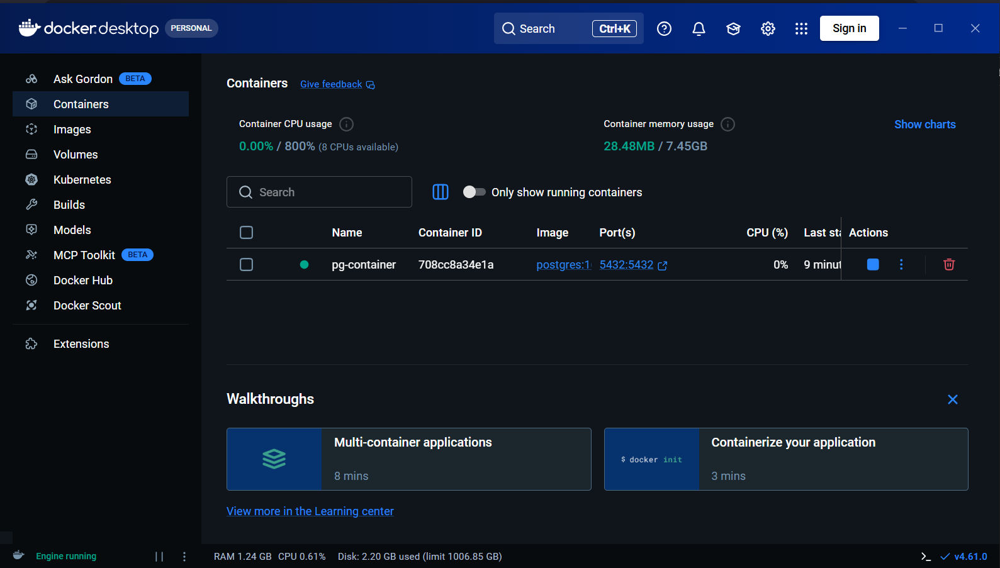 docker.desktop PERSONAL Search Ctrl+K Sign in
Ask Gordon BETA
Containers
Images
Volumes
Kubernetes
Builds
Models
MCP Toolkit BETA
Docker Hub
Docker Scout
Extensions
Containers Give feedback
Container CPU usage Container memory usage Show charts
0.00% / 800% (8 CPUs available) 28.48MB / 7.45GB
Search Only show running containers
Name Container ID Image Port(s) CPU (%) Last sta Actions
pg-container 708cc8a34e1a postgres:1 5432:5432 0% 9 minut
Walkthroughs
Multi-container applications
8 mins
$ docker init
Containerize your application
3 mins
View more in the Learning center
Engine running RAM 1.24 GB CPU 0.61% Disk: 2.20 GB used (limit 1006.85 GB) v4.61.0